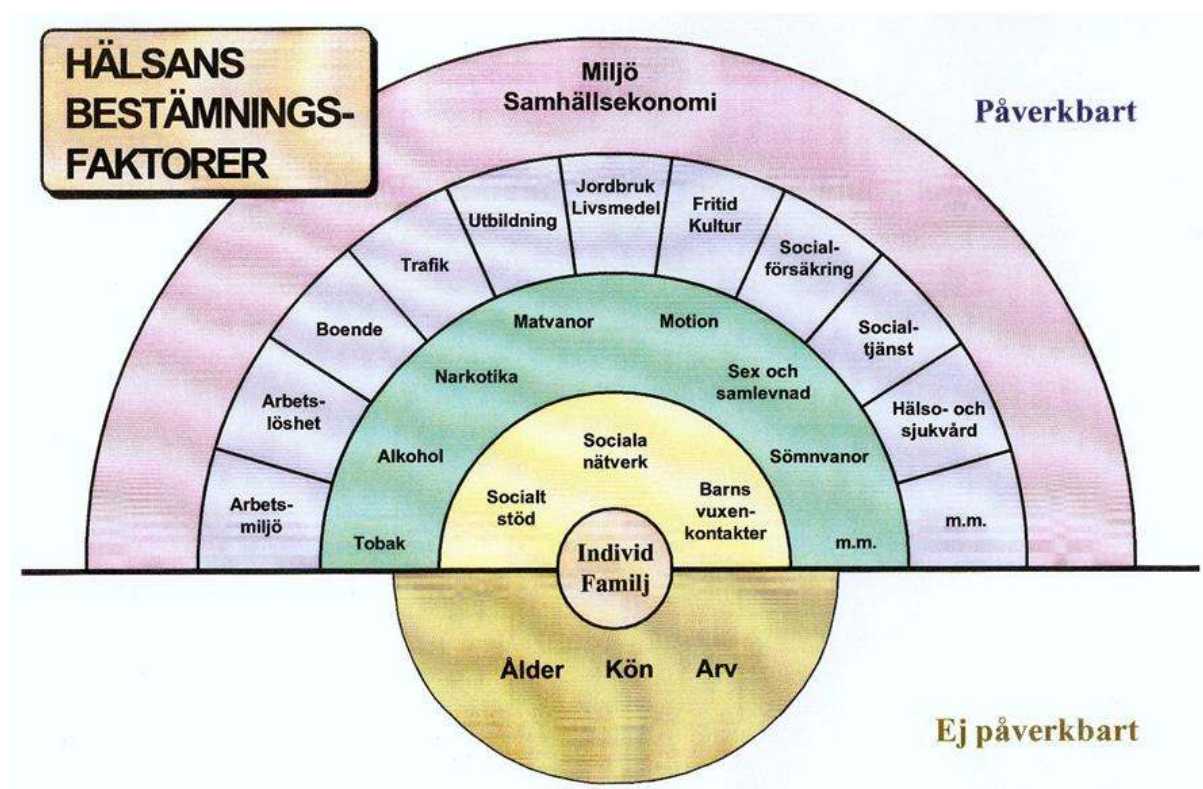 HÄLSANS
BESTÄMNINGS-
FAKTORER
Miljö
Samhällsekonomi
Påverkbart
Arbets-
miljö
Arbets-
löshet
Boende
Trafik
Utbildning
Jordbruk
Livsmedel
Fritid
Kultur
Social-
försäkring
Social-
tjänst
Hälso- och
sjukvård
m.m.
Tobak
Alkohol
Narkotika
Matvanor
Motion
Sex och
samlevnad
Sömnvanor
m.m.
Socialt
stöd
Sociala
nätverk
Barns
vuxen-
kontakter
Individ
Familj
Ålder Kön Arv
Ej påverkbart